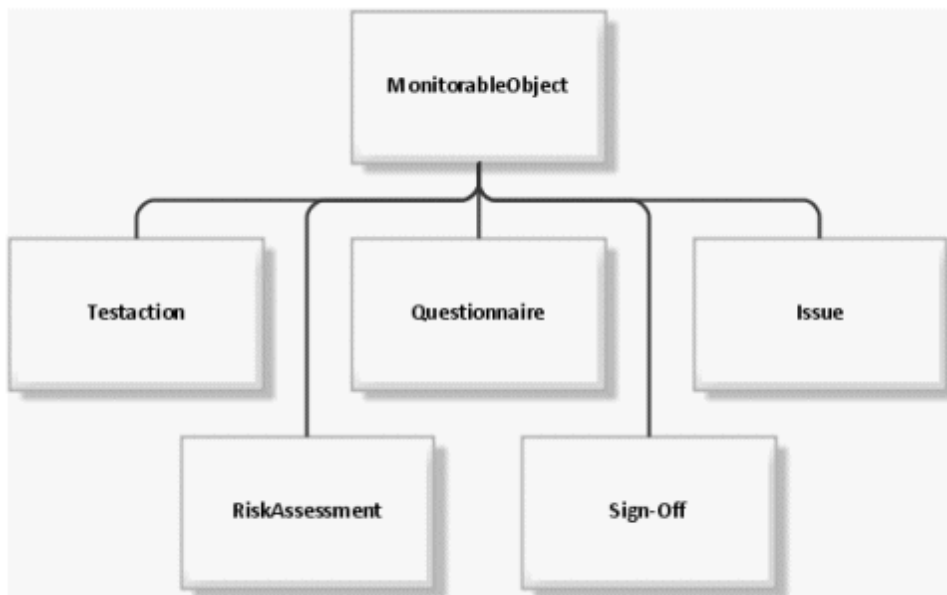 MonitorableObject
Testaction
Questionnaire
Issue
RiskAssessment
Sign-Off